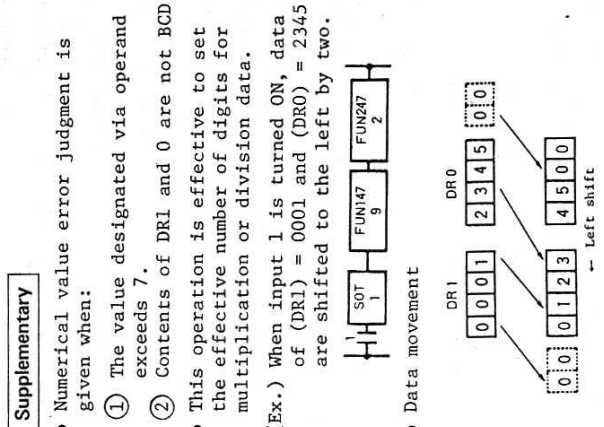 Supplementary
• Numerical value error judgment is
given when:
① The value designated via operand
exceeds 7.
② Contents of DR1 and 0 are not BCD
• This operation is effective to set
the effective number of digits for
multiplication or division data.
(Ex.) When input 1 is turned ON, data
of (DR1) = 0001 and (DR0) = 2345
are shifted to the left by two.
1 SOT 1 FUN147 9 FUN247 2
• Data movement
DR1 DR0
0 0 0 1 2 3 4 5 0 0
0 0 0 1 2 3 4 5 0 0
← Left shift